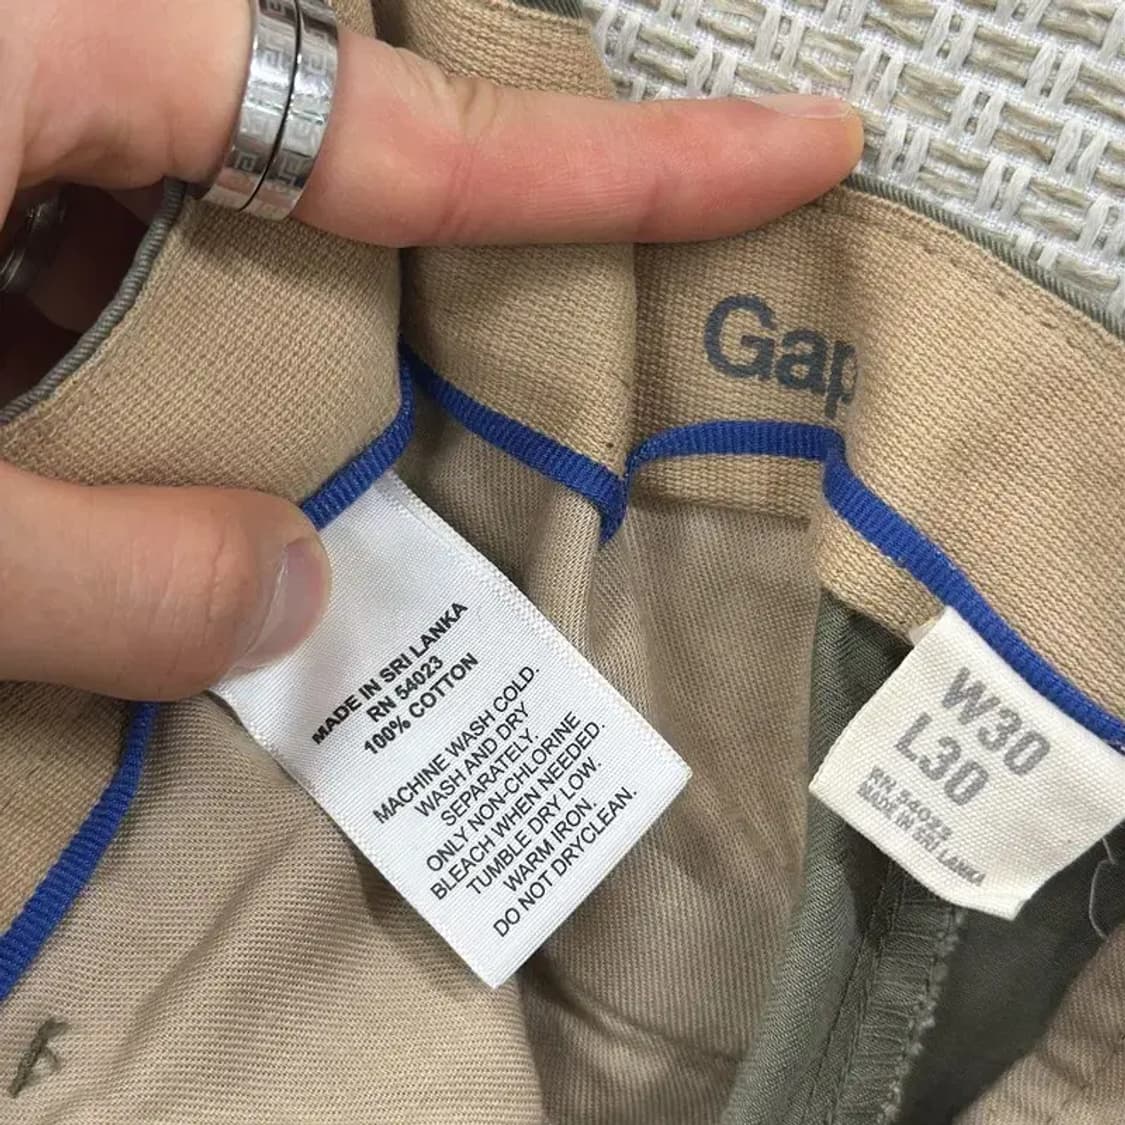 Gap
MADE IN SRI LANKA
RN 54023
100% COTTON
MACHINE WASH COLD.
WASH AND DRY
SEPARATELY.
ONLY NON-CHLORINE
BLEACH WHEN NEEDED.
TUMBLE DRY LOW.
WARM IRON.
DO NOT DRYCLEAN.
W30
L30
RN 54023
MADE IN SRI LANKA